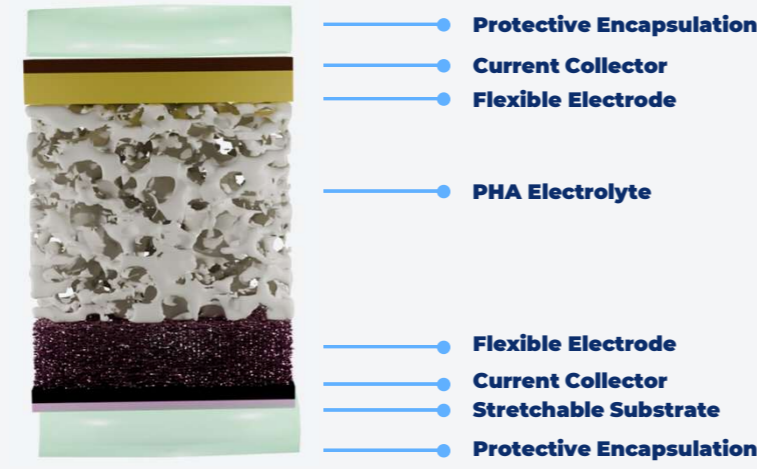 Protective Encapsulation
Current Collector
Flexible Electrode
PHA Electrolyte
Flexible Electrode
Current Collector
Stretchable Substrate
Protective Encapsulation